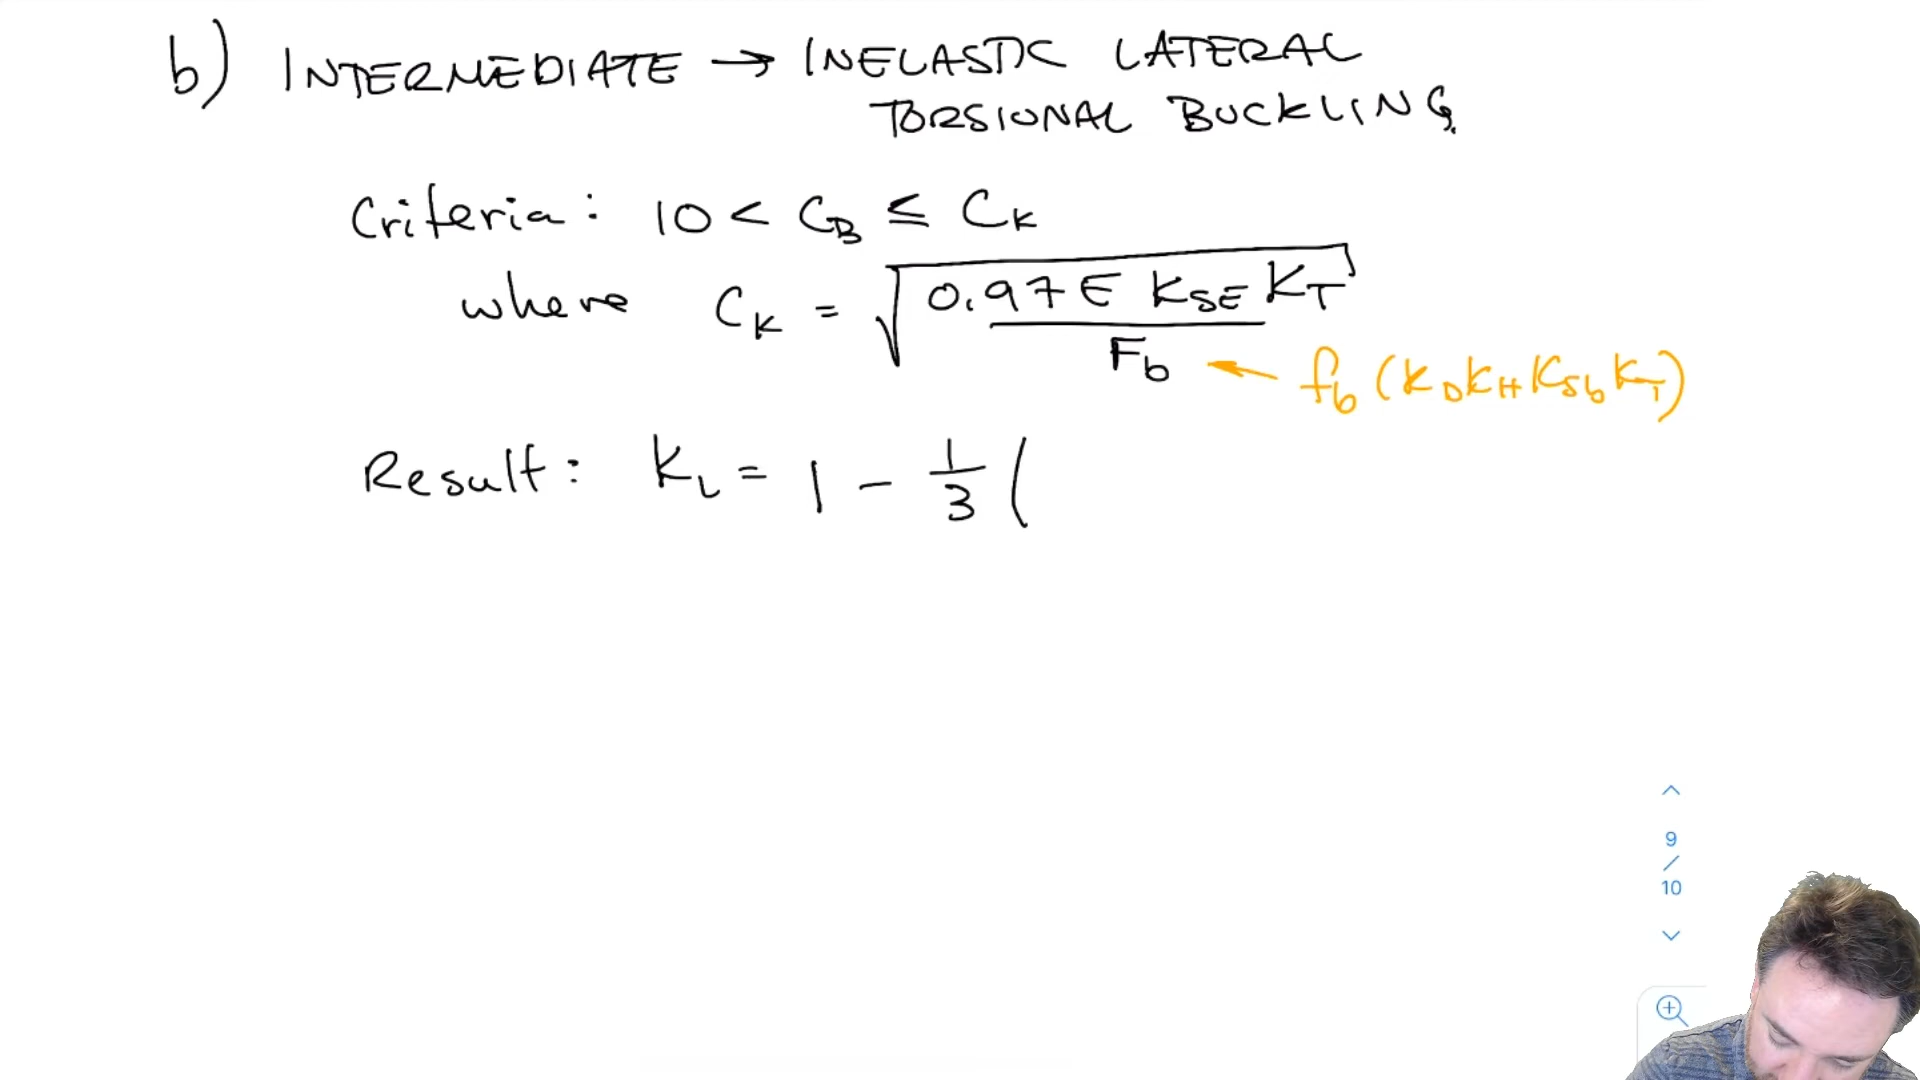 b) INTERMEDIATE → INELASTIC LATERAL
TORSIONAL BUCKLING.
Criteria: 10 < C_B ≤ C_K
where C_K = √(0.97 E K_SE K_T / F_b) ← f_b (K_D K_H K_Sb K_T)
Result: K_L = 1 - 1/3 (
9
/
10